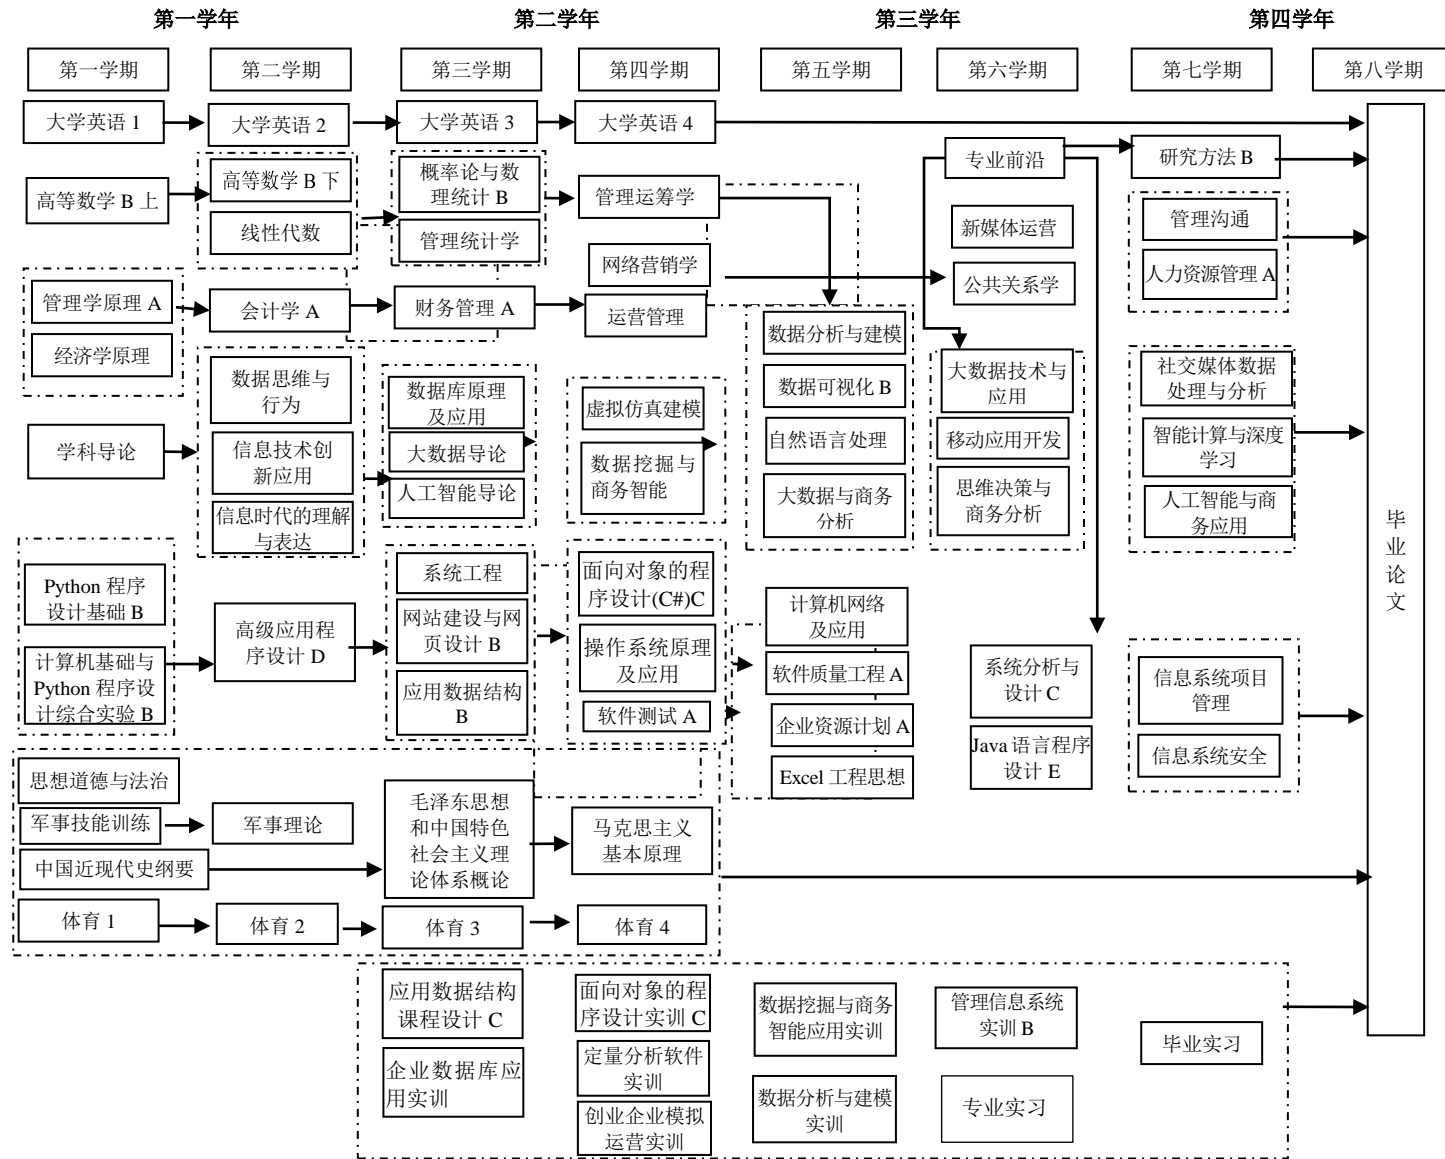 第一学年
第二学年
第三学年
第四学年
第一学期
第二学期
第三学期
第四学期
第五学期
第六学期
第七学期
第八学期
大学英语 1
大学英语 2
大学英语 3
大学英语 4
高等数学 B 上
高等数学 B 下
线性代数
概率论与数
理统计 B
管理统计学
管理运筹学
专业前沿
研究方法 B
网络营销学
新媒体运营
管理沟通
管理学原理 A
会计学 A
财务管理 A
运营管理
公共关系学
人力资源管理 A
经济学原理
数据思维与
行为
数据库原理
及应用
虚拟仿真建模
数据分析与建模
大数据技术与
应用
社交媒体数据
处理与分析
学科导论
信息技术创
新应用
大数据导论
数据挖掘与
商务智能
数据可视化 B
自然语言处理
移动应用开发
智能计算与深度
学习
信息时代的理解
与表达
人工智能导论
大数据与商务
分析
思维决策与
商务分析
人工智能与商
务应用
毕
业
论
文
Python 程序
设计基础 B
计算机基础与
Python 程序设
计综合实验 B
高级应用程
序设计 D
系统工程
网站建设与网
页设计 B
应用数据结构
B
面向对象的程
序设计(C#)C
操作系统原理
及应用
软件测试 A
计算机网络
及应用
软件质量工程 A
企业资源计划 A
Excel 工程思想
系统分析与
设计 C
Java 语言程序
设计 E
信息系统项目
管理
信息系统安全
思想道德与法治
军事技能训练
军事理论
中国近现代史纲要
毛泽东思想
和中国特色
社会主义理
论体系概论
马克思主义
基本原理
体育 1
体育 2
体育 3
体育 4
应用数据结构
课程设计 C
企业数据库应
用实训
面向对象的程
序设计实训 C
定量分析软件
实训
创业企业模拟
运营实训
数据挖掘与商务
智能应用实训
数据分析与建模
实训
管理信息系统
实训 B
专业实习
毕业实习